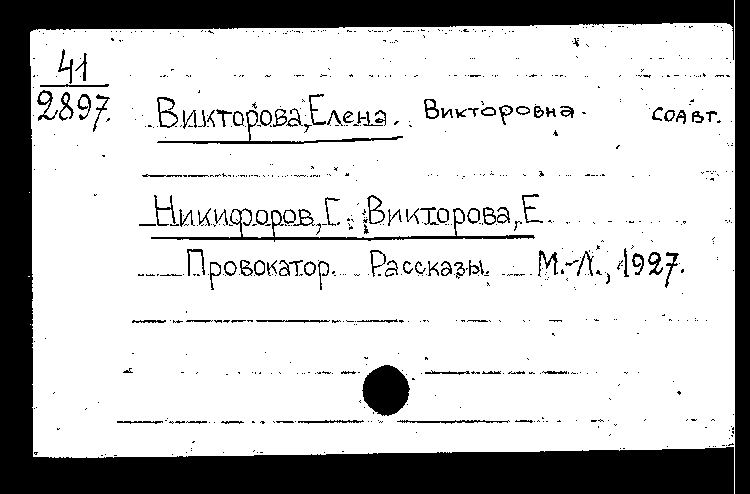 41
2897.
Викторова, Елена. Викторовна. соавт.
Никифоров, Г. Викторова, Е.
Провокатор. Рассказы. М.-Л., 1927.